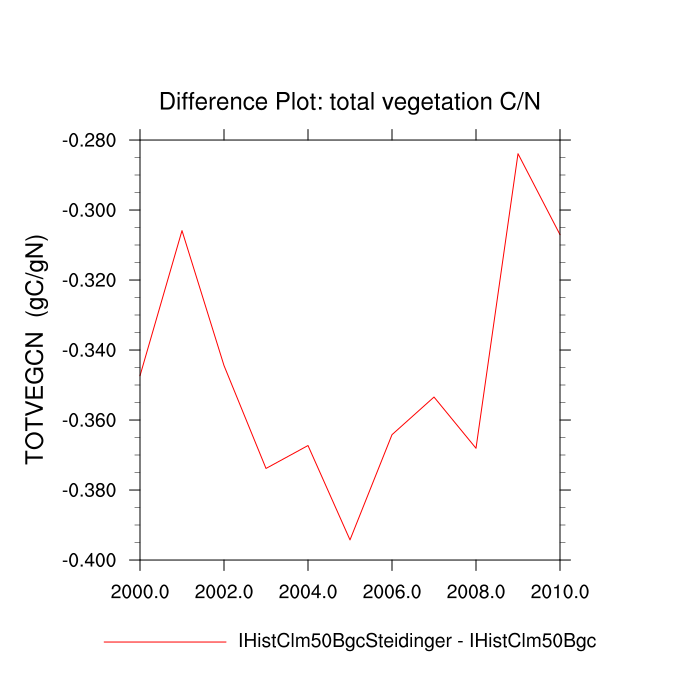 Difference Plot: total vegetation C/N
TOTVEGCN (gC/gN)
-0.280
-0.300
-0.320
-0.340
-0.360
-0.380
-0.400
2000.0 2002.0 2004.0 2006.0 2008.0 2010.0
IHistClm50BgcSteidinger - IHistClm50Bgc